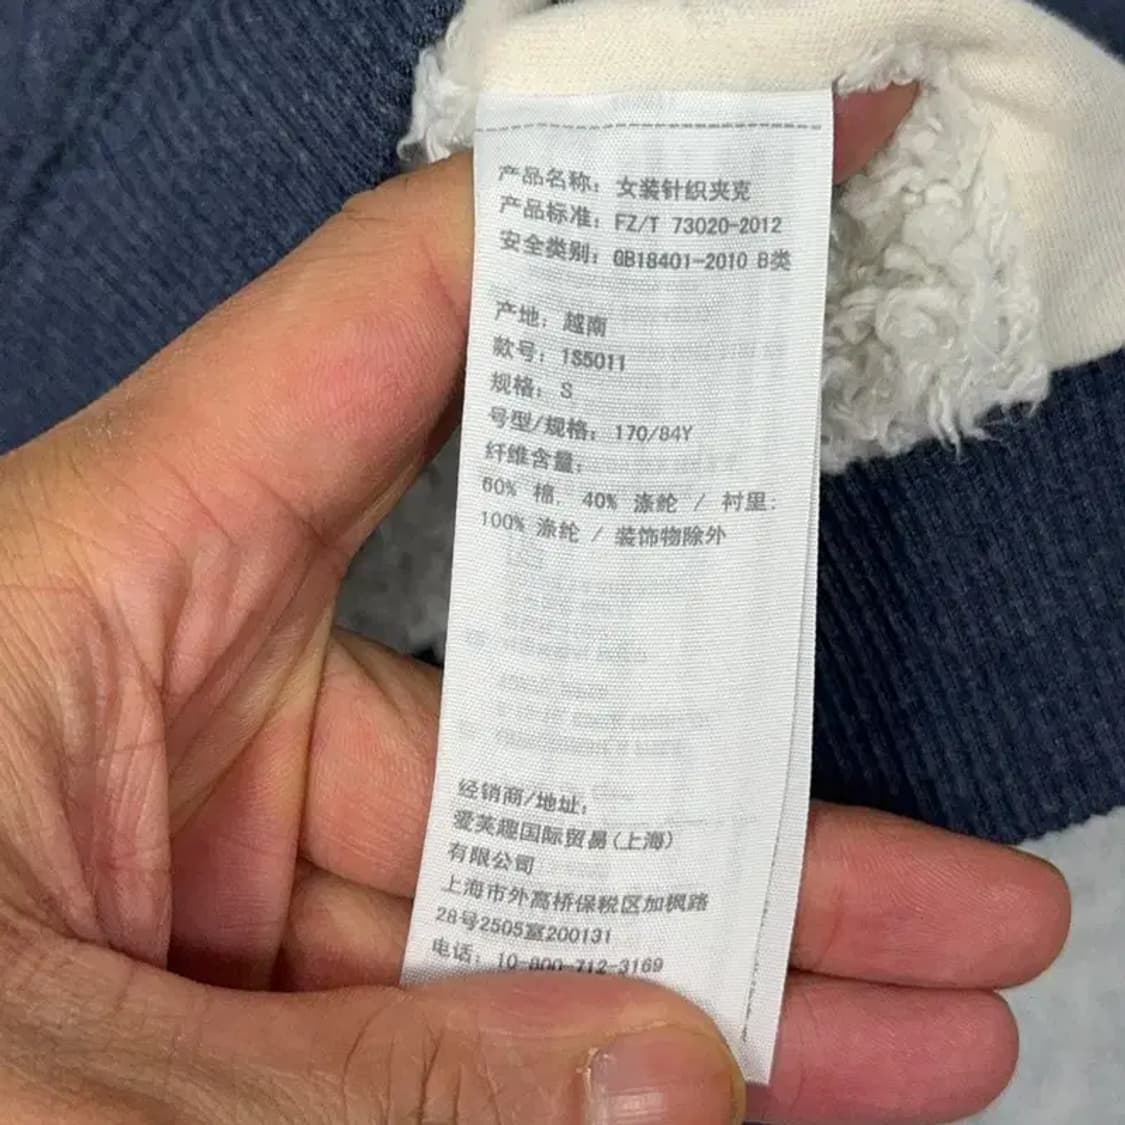 产品名称：女装针织夹克
产品标准：FZ/T 73020-2012
安全类别：GB18401-2010 B类
产地：越南
款号：1S5011
规格：S
号型/规格：170/84Y
纤维含量：
60% 棉, 40% 涤纶 / 衬里:
100% 涤纶 / 装饰物除外
经销商/地址：
爱芙趣国际贸易(上海)
有限公司
上海市外高桥保税区加枫路
28号2505室200131
电话：10-800-712-3169